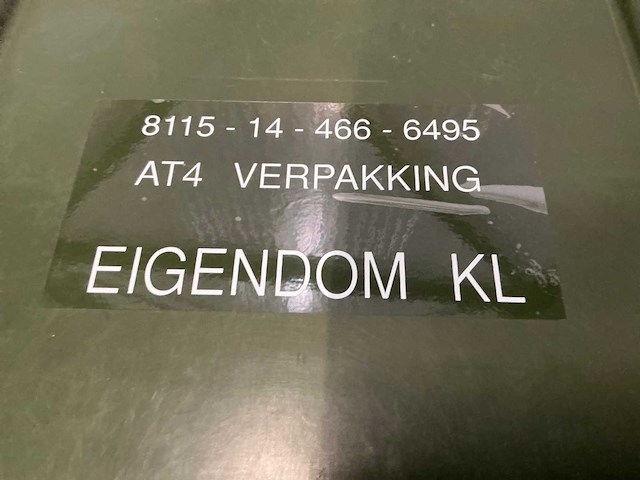 8115 - 14 - 466 - 6495
AT4 VERPAKKING
EIGENDOM KL